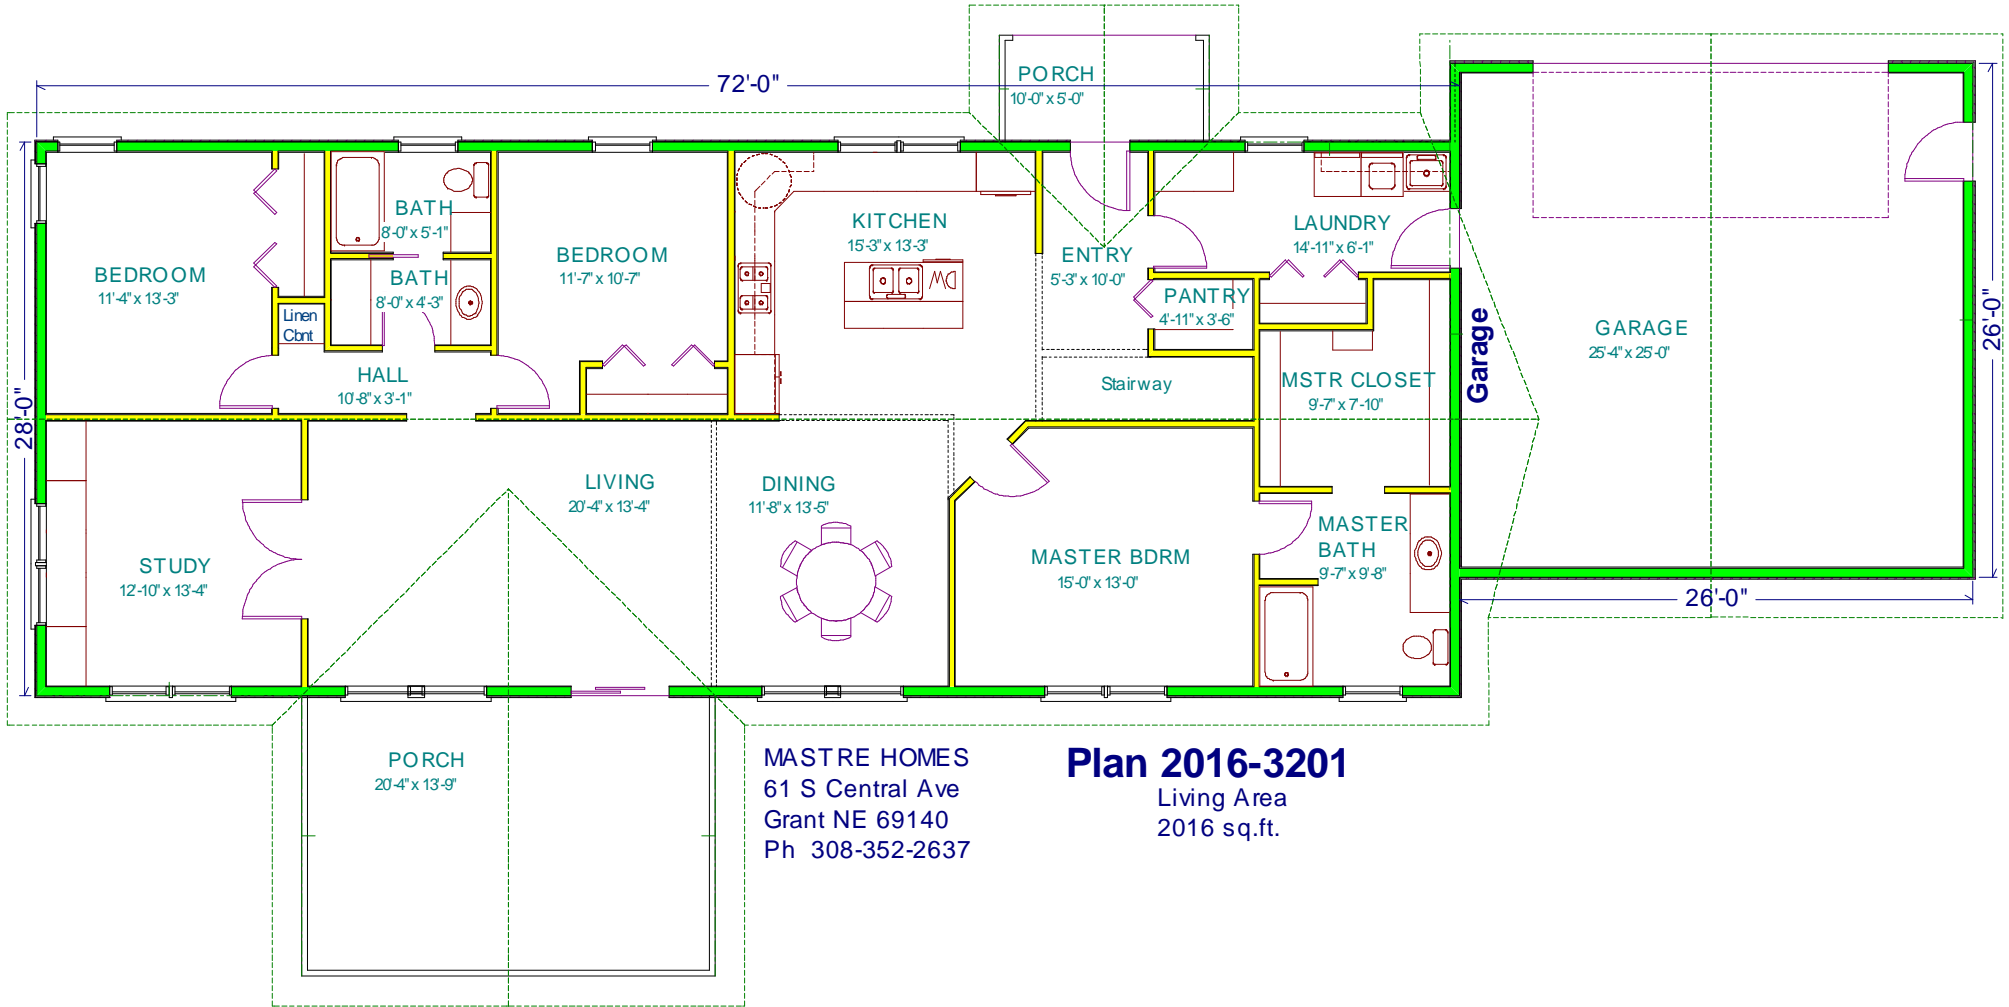 PORCH
10'-0" x 5'-0"
72'-0"
BATH
8'-0" x 5'-1"
KITCHEN
15'-3" x 13'-3"
LAUNDRY
14'-11" x 6'-1"
BEDROOM
11'-4" x 13'-3"
BATH
8'-0" x 4'-3"
BEDROOM
11'-7" x 10'-7"
DW
ENTRY
5'-3" x 10'-0"
PANTRY
4'-11" x 3'-6"
Linen
Cbnt
GARAGE
25'-4" x 25'-0"
26'-0"
Garage
HALL
10'-8" x 3'-1"
Stairway
MSTR CLOSET
9'-7" x 7'-10"
28'-0"
LIVING
20'-4" x 13'-4"
DINING
11'-8" x 13'-5"
STUDY
12'-10" x 13'-4"
MASTER BDRM
15'-0" x 13'-0"
MASTER
BATH
9'-7" x 9'-8"
26'-0"
PORCH
20'-4" x 13'-9"
MASTRE HOMES
61 S Central Ave
Grant NE 69140
Ph 308-352-2637
Plan 2016-3201
Living Area
2016 sq.ft.